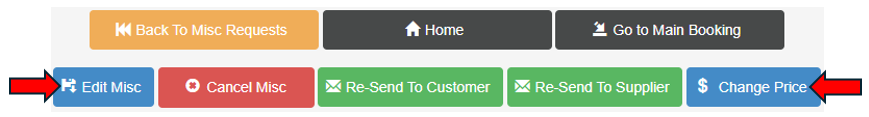 Back To Misc Requests Home Go to Main Booking
Edit Misc Cancel Misc Re-Send To Customer Re-Send To Supplier $ Change Price